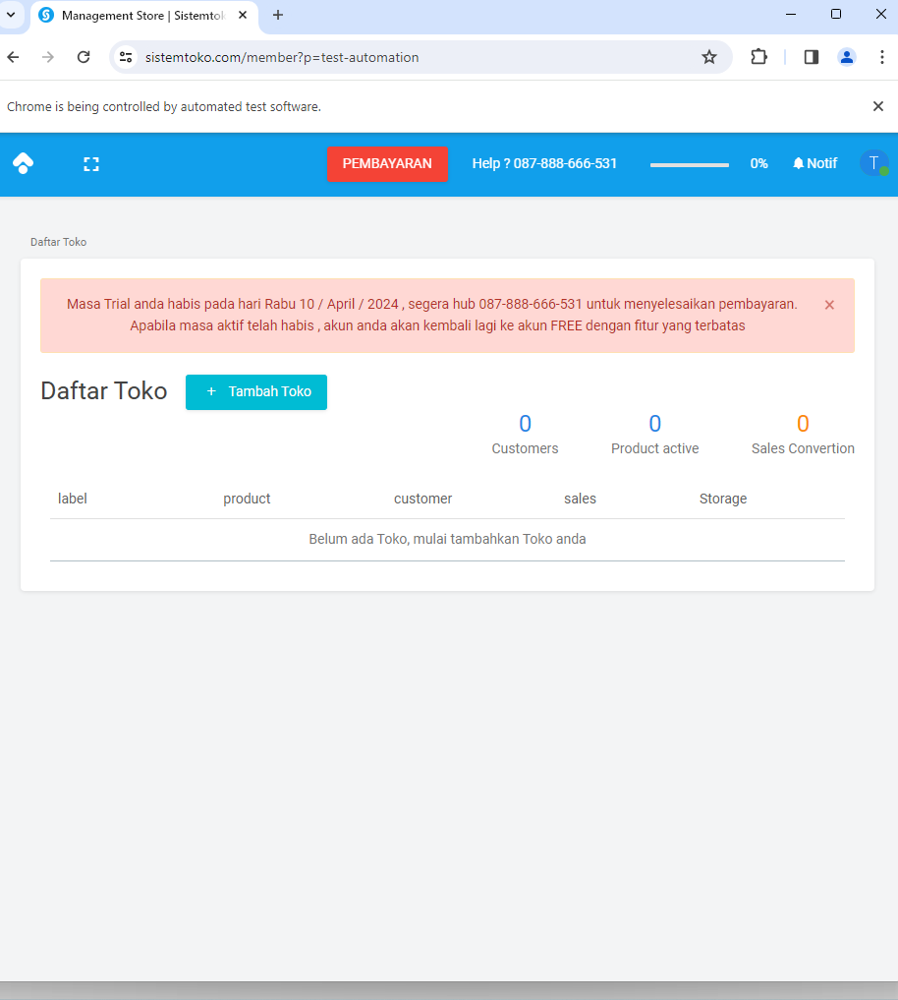 Management Store | Sistemtok
sistemtoko.com/member?p=test-automation
Chrome is being controlled by automated test software.
PEMBAYARAN Help ? 087-888-666-531 0% Notif T
Daftar Toko
Masa Trial anda habis pada hari Rabu 10 / April / 2024 , segera hub 087-888-666-531 untuk menyelesaikan pembayaran.
Apabila masa aktif telah habis , akun anda akan kembali lagi ke akun FREE dengan fitur yang terbatas
Daftar Toko + Tambah Toko
0 0 0
Customers Product active Sales Convertion
label product customer sales Storage
Belum ada Toko, mulai tambahkan Toko anda